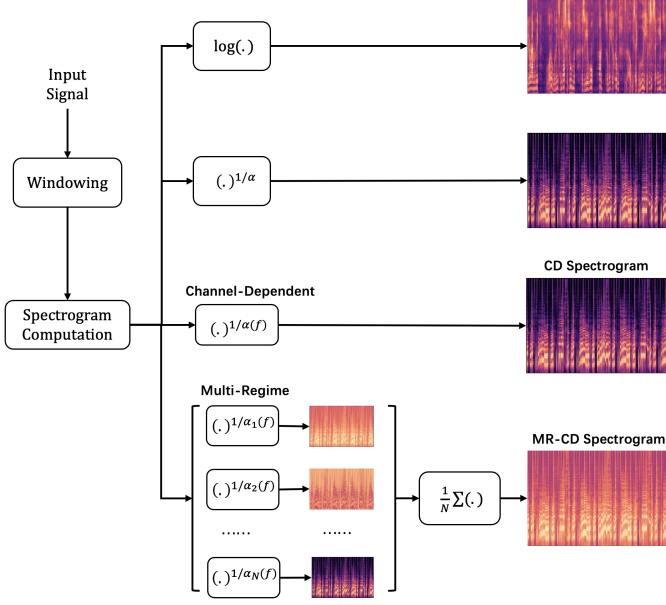 log(.)
Input
Signal
Windowing
(.)^{1/α}
CD Spectrogram
Channel-Dependent
Spectrogram
Computation
(.)^{1/α(f)}
Multi-Regime
(.)^{1/α_1(f)}
MR-CD Spectrogram
(.)^{1/α_2(f)}
1/N Σ(.)
...... ......
(.)^{1/α_N(f)}